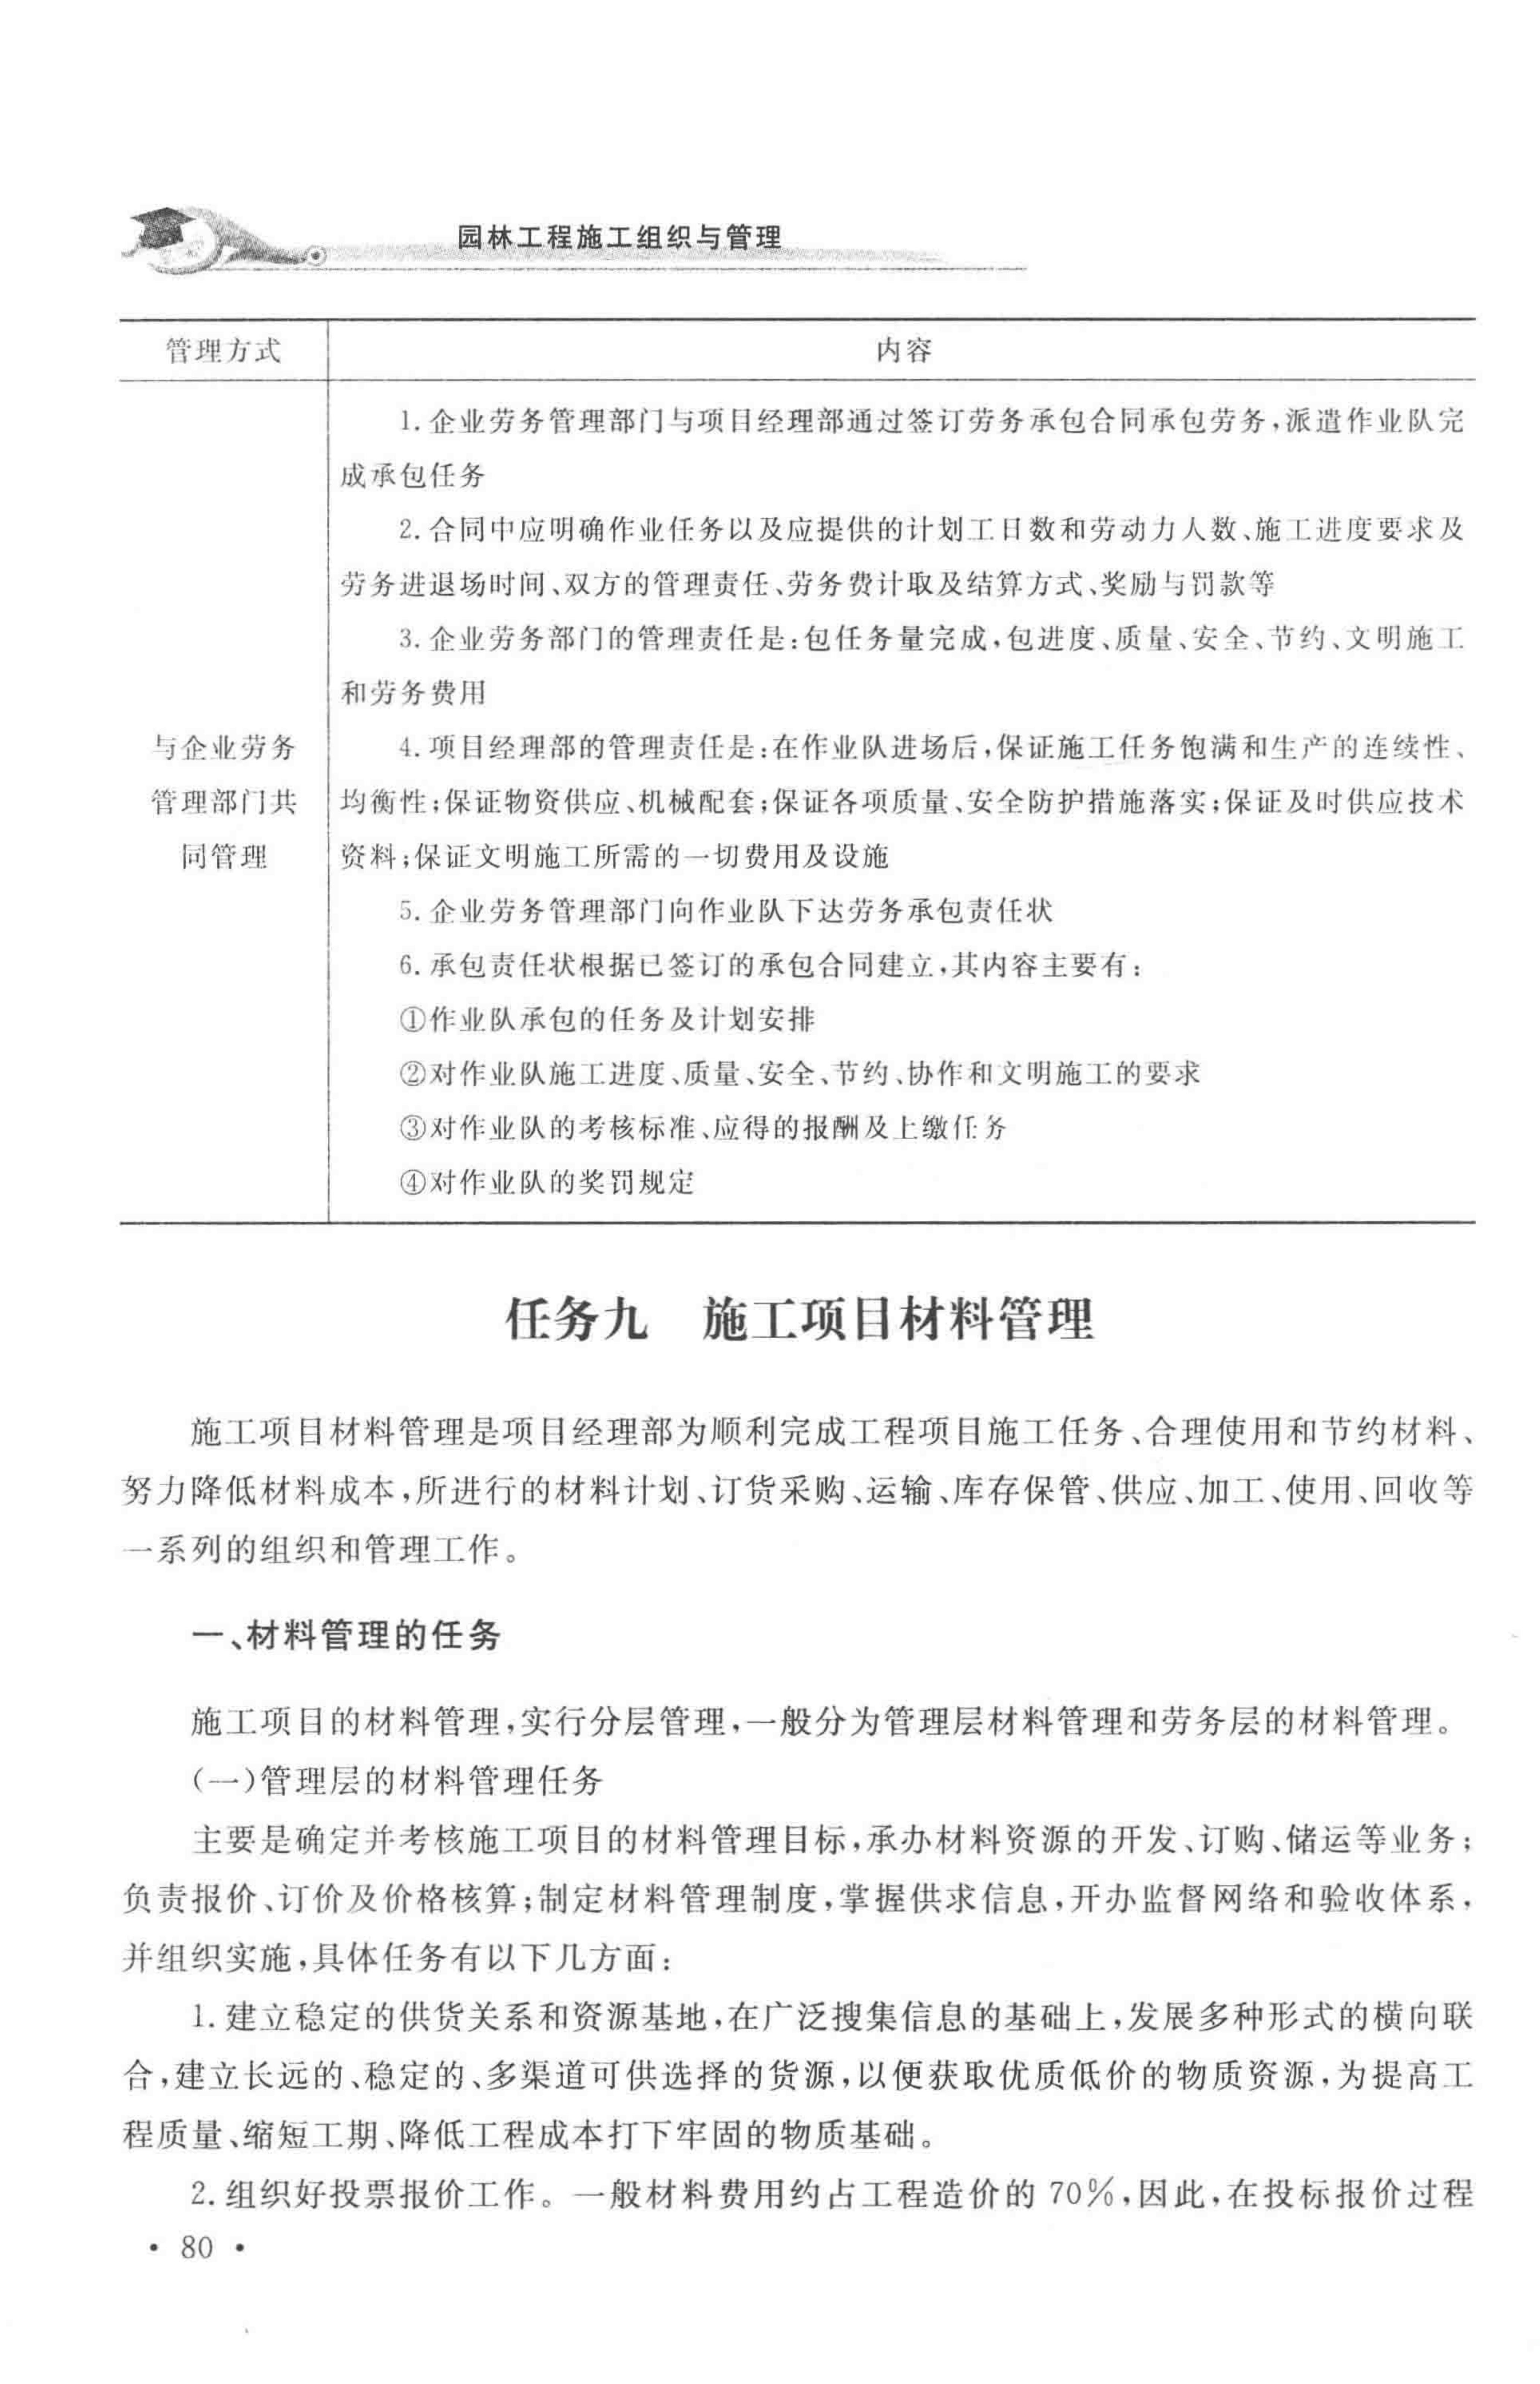 园林工程施工组织与管理
管理方式
内容
与企业劳务
管理部门共
同管理
1. 企业劳务管理部门与项目经理部通过签订劳务承包合同承包劳务,派遣作业队完
成承包任务
2. 合同中应明确作业任务以及应提供的计划工日数和劳动力人数、施工进度要求及
劳务进退场时间、双方的管理责任、劳务费计取及结算方式、奖励与罚款等
3. 企业劳务部门的管理责任是:包任务量完成,包进度、质量、安全、节约、文明施工
和劳务费用
4. 项目经理部的管理责任是:在作业队进场后,保证施工任务饱满和生产的连续性、
均衡性;保证物资供应、机械配套;保证各项质量、安全防护措施落实;保证及时供应技术
资料;保证文明施工所需的一切费用及设施
5. 企业劳务管理部门向作业队下达劳务承包责任状
6. 承包责任状根据已签订的承包合同建立,其内容主要有:
①作业队承包的任务及计划安排
②对作业队施工进度、质量、安全、节约、协作和文明施工的要求
③对作业队的考核标准、应得的报酬及上缴任务
④对作业队的奖罚规定
任务九 施工项目材料管理
施工项目材料管理是项目经理部为顺利完成工程项目施工任务、合理使用和节约材料、
努力降低材料成本,所进行的材料计划、订货采购、运输、库存保管、供应、加工、使用、回收等
一系列的组织和管理工作。
一、材料管理的任务
施工项目的材料管理,实行分层管理,一般分为管理层材料管理和劳务层的材料管理。
(一)管理层的材料管理任务
主要是确定并考核施工项目的材料管理目标,承办材料资源的开发、订购、储运等业务;
负责报价、订价及价格核算;制定材料管理制度,掌握供求信息,开办监督网络和验收体系,
并组织实施,具体任务有以下几方面:
1. 建立稳定的供货关系和资源基地,在广泛搜集信息的基础上,发展多种形式的横向联
合,建立长远的、稳定的、多渠道可供选择的货源,以便获取优质低价的物质资源,为提高工
程质量、缩短工期、降低工程成本打下牢固的物质基础。
2. 组织好投票报价工作。一般材料费用约占工程造价的 70%,因此,在投标报价过程
• 80 •